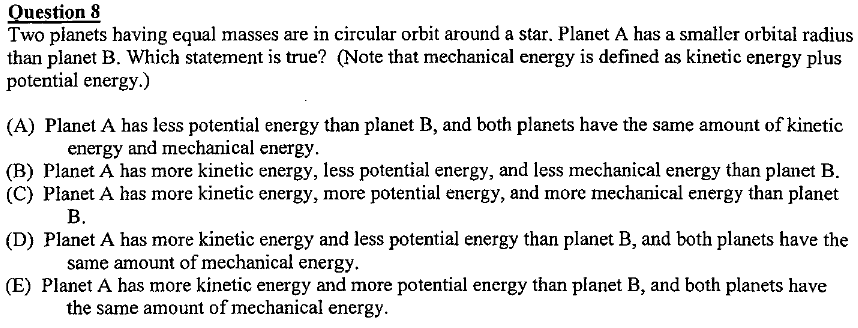 Question 8
Two planets having equal masses are in circular orbit around a star. Planet A has a smaller orbital radius
than planet B. Which statement is true? (Note that mechanical energy is defined as kinetic energy plus
potential energy.)
(A) Planet A has less potential energy than planet B, and both planets have the same amount of kinetic
energy and mechanical energy.
(B) Planet A has more kinetic energy, less potential energy, and less mechanical energy than planet B.
(C) Planet A has more kinetic energy, more potential energy, and more mechanical energy than planet
B.
(D) Planet A has more kinetic energy and less potential energy than planet B, and both planets have the
same amount of mechanical energy.
(E) Planet A has more kinetic energy and more potential energy than planet B, and both planets have
the same amount of mechanical energy.